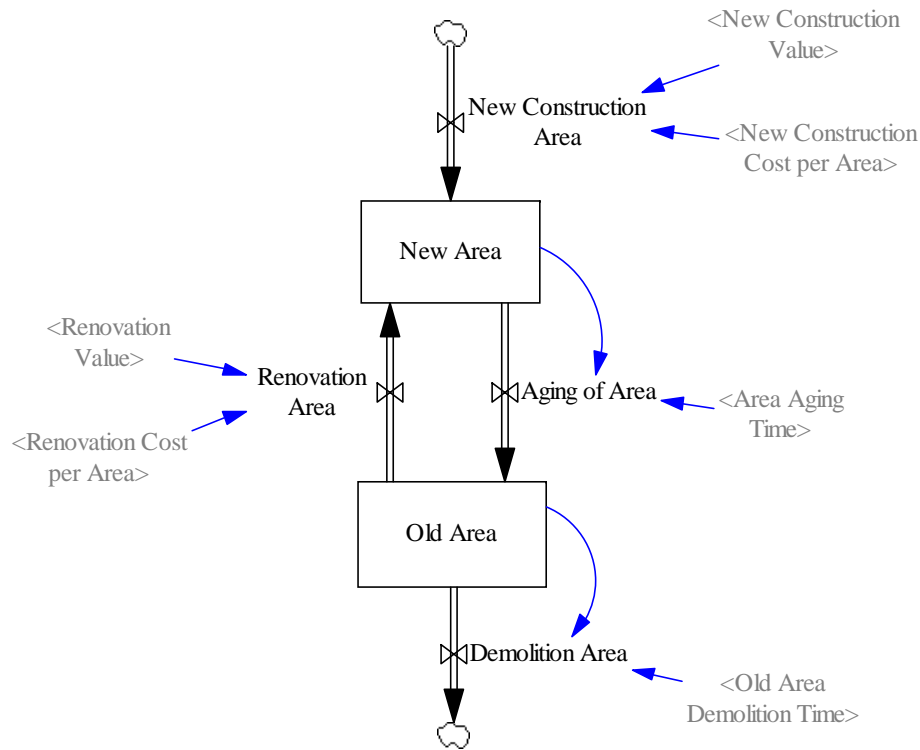 <New Construction
Value>
New Construction
Area
<New Construction
Cost per Area>
New Area
<Renovation
Value>
Renovation
Area
Aging of Area
<Area Aging
Time>
<Renovation Cost
per Area>
Old Area
Demolition Area
<Old Area
Demolition Time>